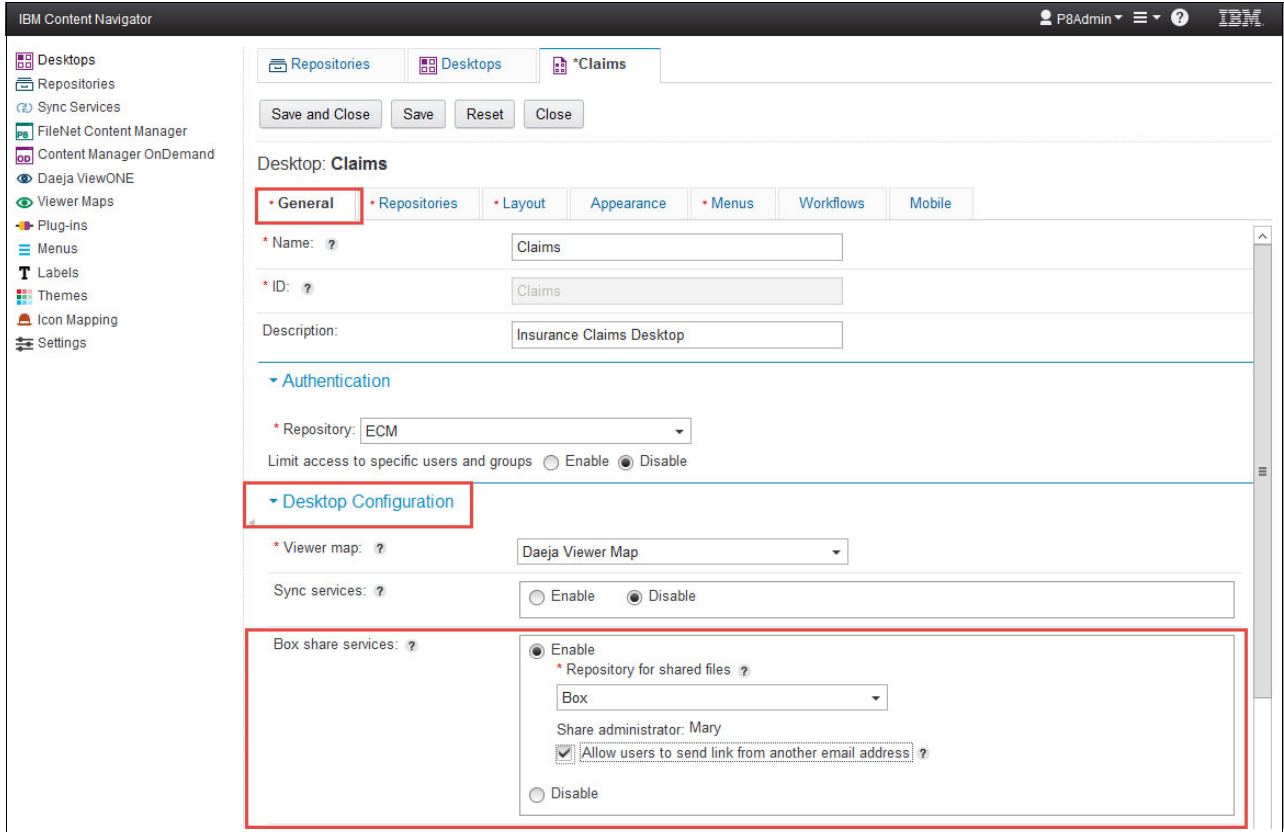 IBM Content Navigator
P8Admin
?
IBM
Desktops
Repositories
Sync Services
P8 FileNet Content Manager
OD Content Manager OnDemand
Daeja ViewONE
Viewer Maps
Plug-ins
Menus
T Labels
Themes
Icon Mapping
Settings
Repositories
Desktops
*Claims
Save and Close
Save
Reset
Close
Desktop: Claims
* General
* Repositories
* Layout
Appearance
* Menus
Workflows
Mobile
* Name: ?
Claims
* ID: ?
Claims
Description:
Insurance Claims Desktop
Authentication
* Repository: ECM
Limit access to specific users and groups Enable Disable
Desktop Configuration
* Viewer map: ?
Daeja Viewer Map
Sync services: ?
Enable Disable
Box share services: ?
Enable
* Repository for shared files ?
Box
Share administrator: Mary
Allow users to send link from another email address ?
Disable